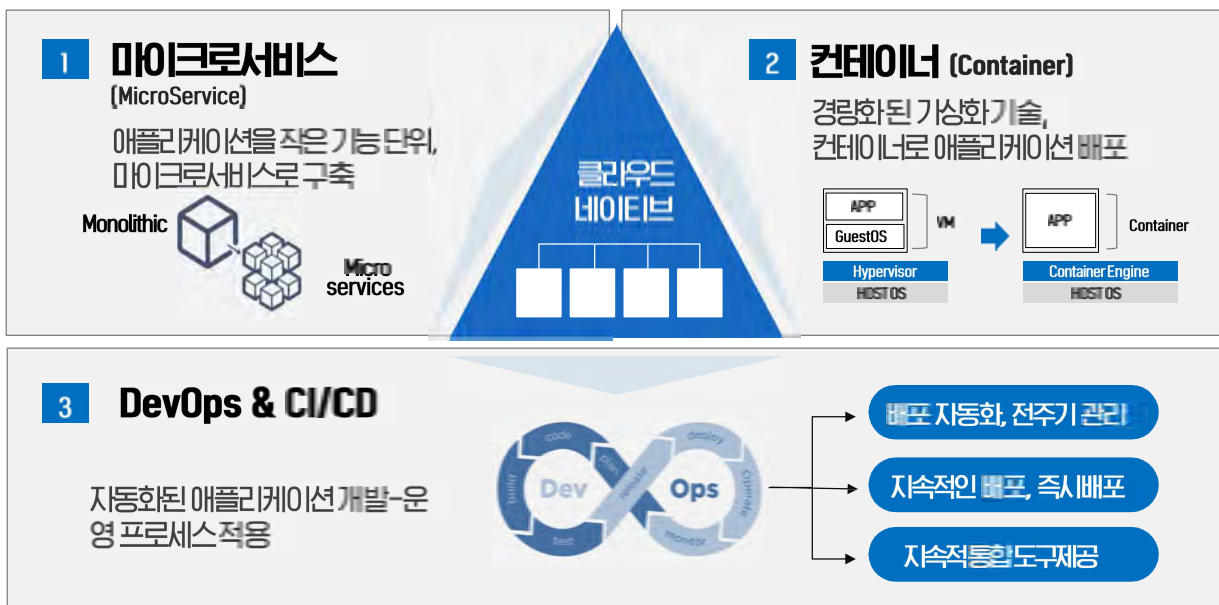 1 마이크로서비스
(MicroService)
애플리케이션을 작은 기능 단위,
마이크로서비스로 구축
Monolithic
Micro
services
클라우드
네이티브
2 컨테이너 (Container)
경량화 된 가상화 기술,
컨테이너로 애플리케이션 배포
APP
GuestOS
VM
Hypervisor
HOST OS
APP
Container
Container Engine
HOST OS
3 DevOps & CI/CD
자동화된 애플리케이션 개발-운
영 프로세스 적용
code
plan
build
test
Dev
release
deploy
Operate
monitor
Ops
배포 자동화, 전주기 관리
지속적인 배포, 즉시배포
지속적 통합 도구제공